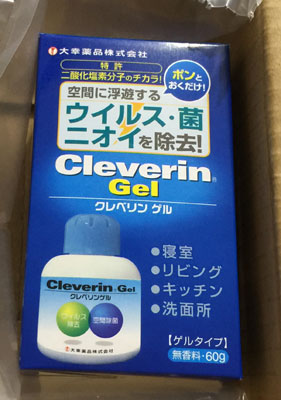 大幸薬品株式会社
特許
二酸化塩素分子のチカラ!
ポンと
おくだけ!
空間に浮遊する
ウイルス・菌
ニオイを除去!
Cleverin®
Gel
クレベリン ゲル
Cleverin Gel
クレベリンゲル
ウイルス
除去
空間除菌
大幸薬品株式会社
・寝室
・リビング
・キッチン
・洗面所
【ゲルタイプ】
無香料・60g